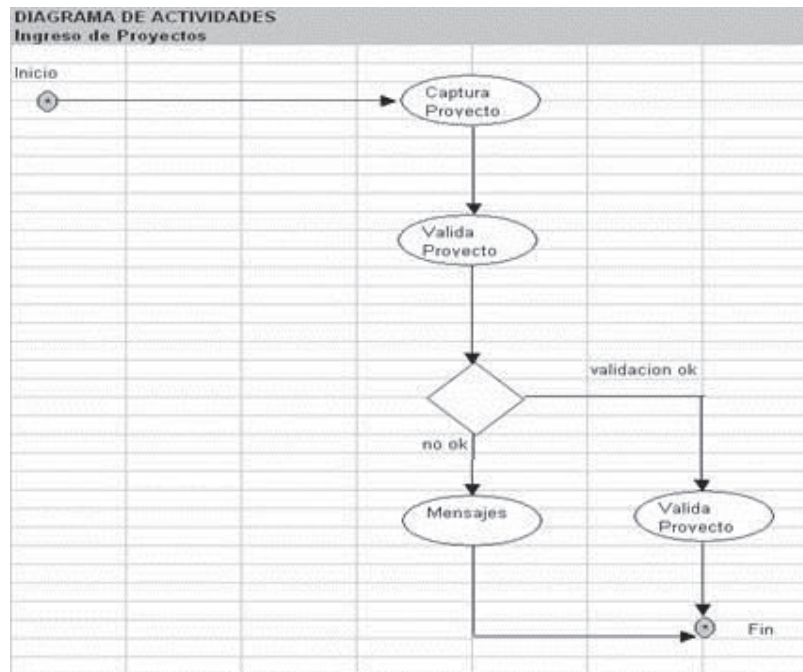 DIAGRAMA DE ACTIVIDADES
Ingreso de Proyectos
Inicio
Captura
Proyecto
Valida
Proyecto
validacion ok
no ok
Mensajes
Valida
Proyecto
Fin